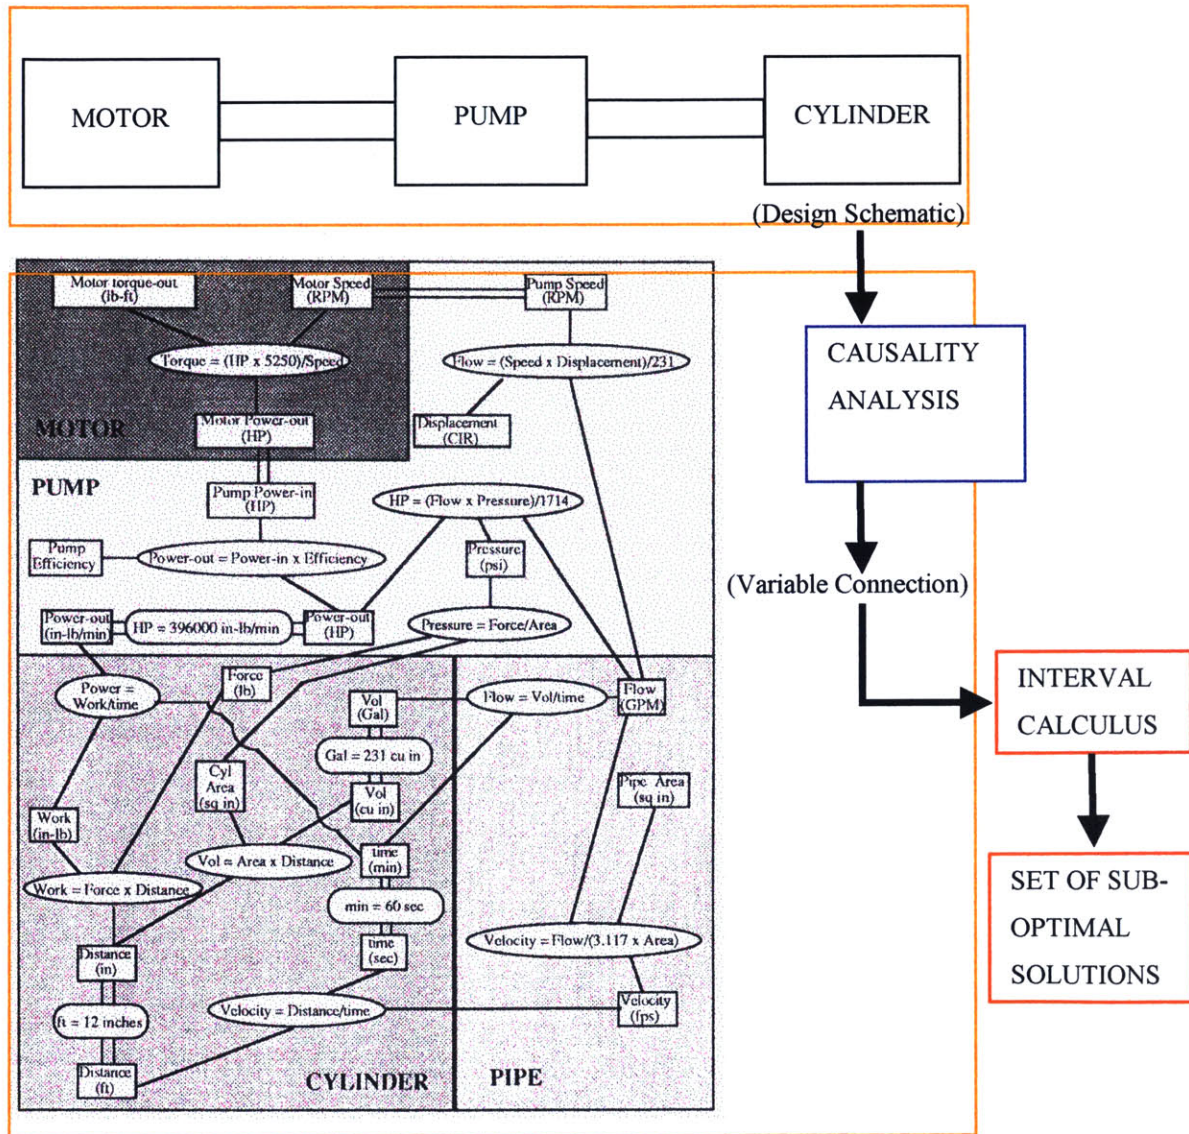 MOTOR
PUMP
CYLINDER
(Design Schematic)
Motor torque-out
(lb-ft)
Motor Speed
(RPM)
Pump Speed
(RPM)
Torque = (HP x 5250)/Speed
Flow = (Speed x Displacement)/231
Motor Power-out
(HP)
MOTOR
Displacement
(CIR)
PUMP
Pump Power-in
(HP)
HP = (Flow x Pressure)/1714
Pump
Efficiency
Power-out = Power-in x Efficiency
Pressure
(psi)
Power-out
(in-lb/min)
HP = 396000 in-lb/min
Power-out
(HP)
Pressure = Force/Area
Power =
Work/time
Force
(lb)
Vol
(Gal)
Flow = Vol/time
Flow
(GPM)
Gal = 231 cu in
Cyl
Area
(sq in)
Vol
(cu in)
Pipe Area
(sq in)
Work
(in-lb)
Vol = Area x Distance
time
(min)
Work = Force x Distance
min = 60 sec
Distance
(in)
time
(sec)
Velocity = Flow/(3.117 x Area)
ft = 12 inches
Velocity = Distance/time
Velocity
(fps)
Distance
(ft)
CYLINDER
PIPE
CAUSALITY
ANALYSIS
(Variable Connection)
INTERVAL
CALCULUS
SET OF SUB-
OPTIMAL
SOLUTIONS